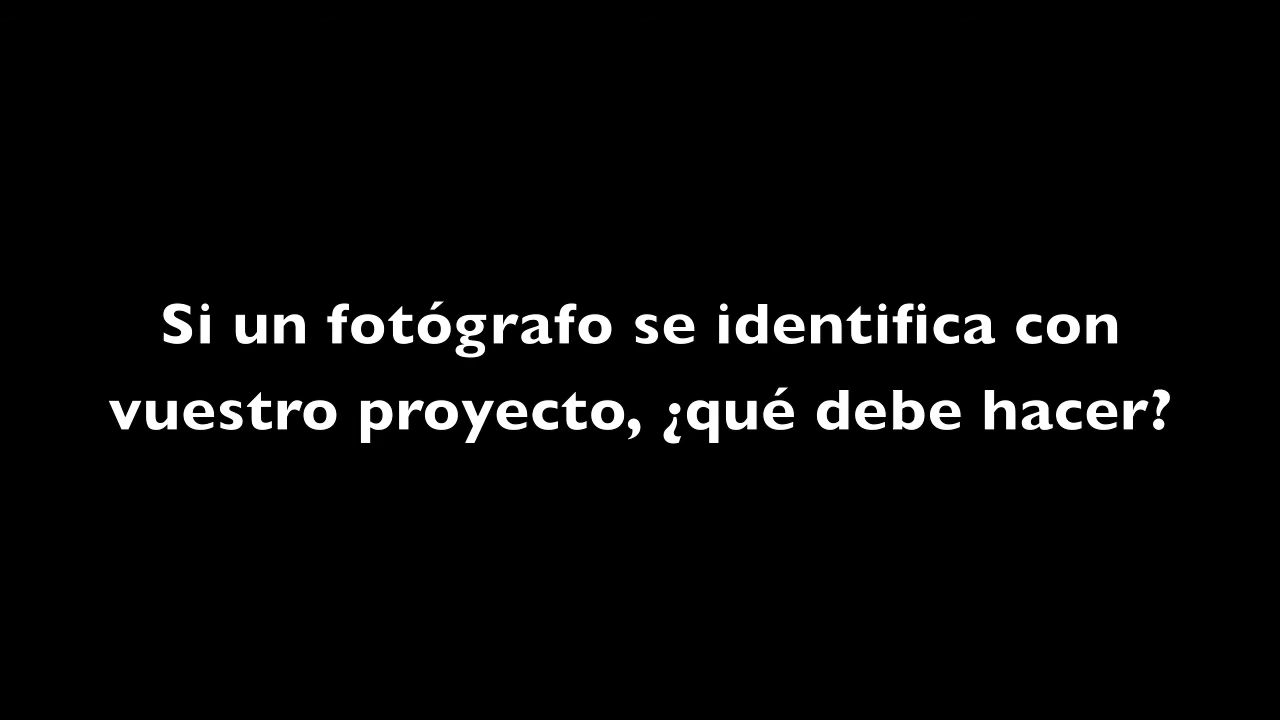 Si un fotógrafo se identifica con
vuestro proyecto, ¿qué debe hacer?